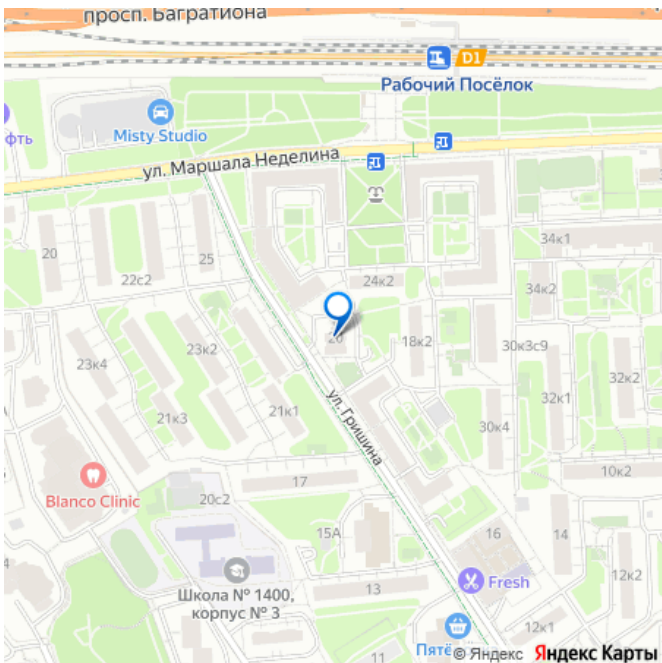 просп. Багратиона
D1
Рабочий Посёлок
фть
Misty Studio
ул. Маршала Неделина
34к1
20
25
22с2
24к2
34к2
20
18к2
30к3с9
23к2
23к4
32к2
32к1
21к3
21к1
ул. Гришина
30к4
10к2
Blanco Clinic
17
20с2
15А
16
14
Школа № 1400,
корпус № 3
13
Fresh
12к2
12к1
Пятё
11
© Яндекс Яндекс Карты